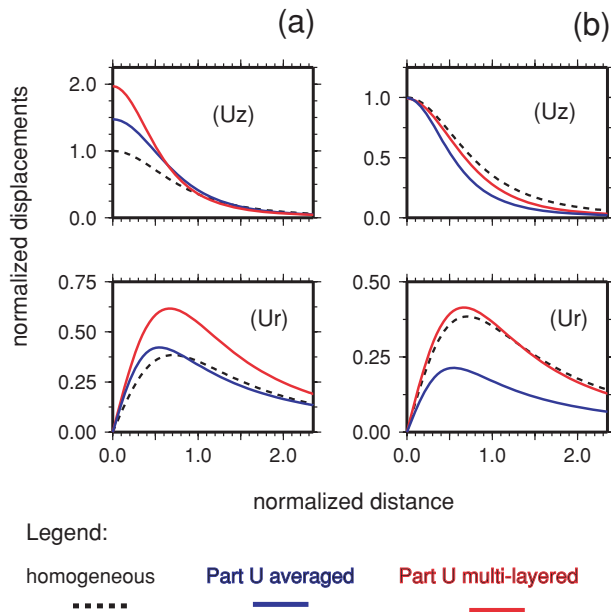 (a) (b)
normalized displacements
2.0
1.0
0.0
(Uz)
1.0
0.5
0.0
(Uz)
0.75
0.50
0.25
0.00
(Ur)
0.0 1.0 2.0
0.50
0.25
0.00
(Ur)
0.0 1.0 2.0
normalized distance
Legend:
homogeneous Part U averaged Part U multi-layered